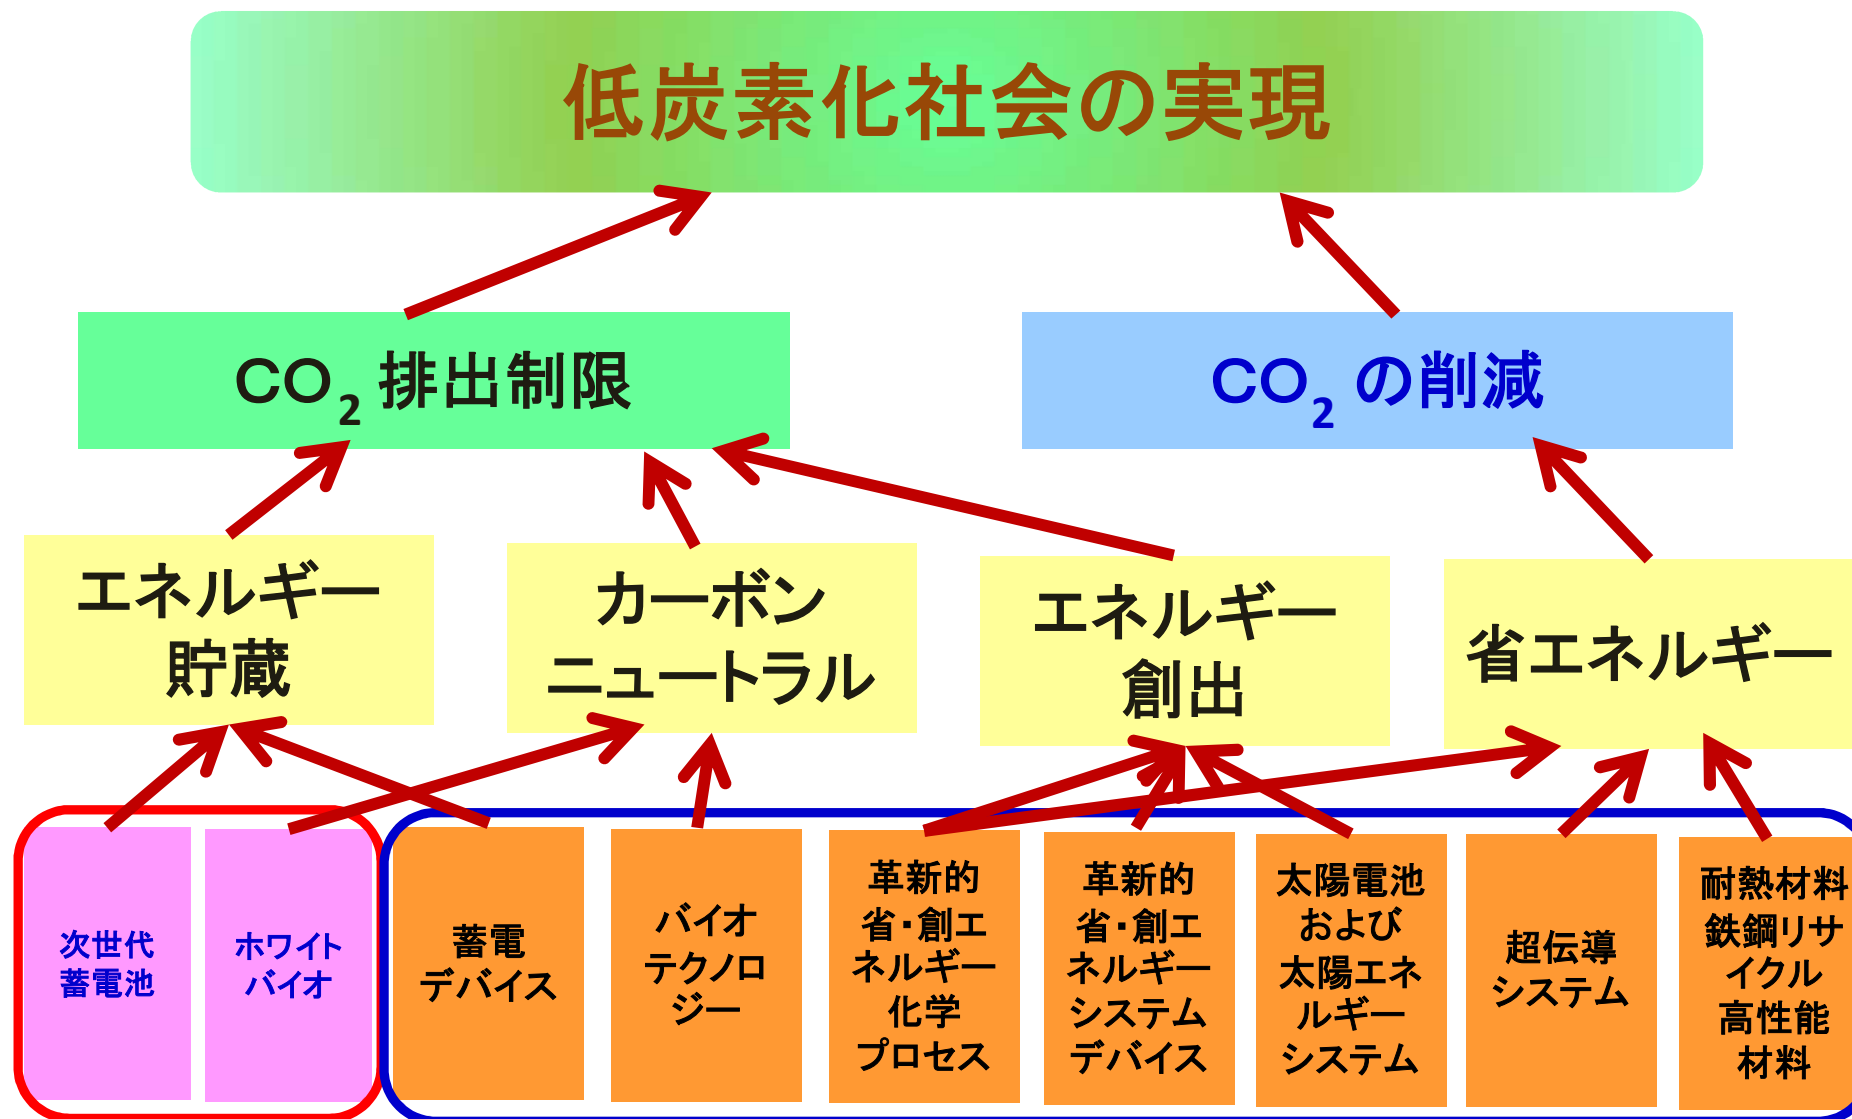 低炭素化社会の実現
CO2 排出制限
CO2 の削減
エネルギー
貯蔵
カーボン
ニュートラル
エネルギー
創出
省エネルギー
次世代
蓄電池
ホワイト
バイオ
蓄電
デバイス
バイオ
テクノロ
ジー
革新的
省・創エ
ネルギー
化学
プロセス
革新的
省・創エ
ネルギー
システム
デバイス
太陽電池
および
太陽エネ
ルギー
システム
超伝導
システム
耐熱材料
鉄鋼リサ
イクル
高性能
材料